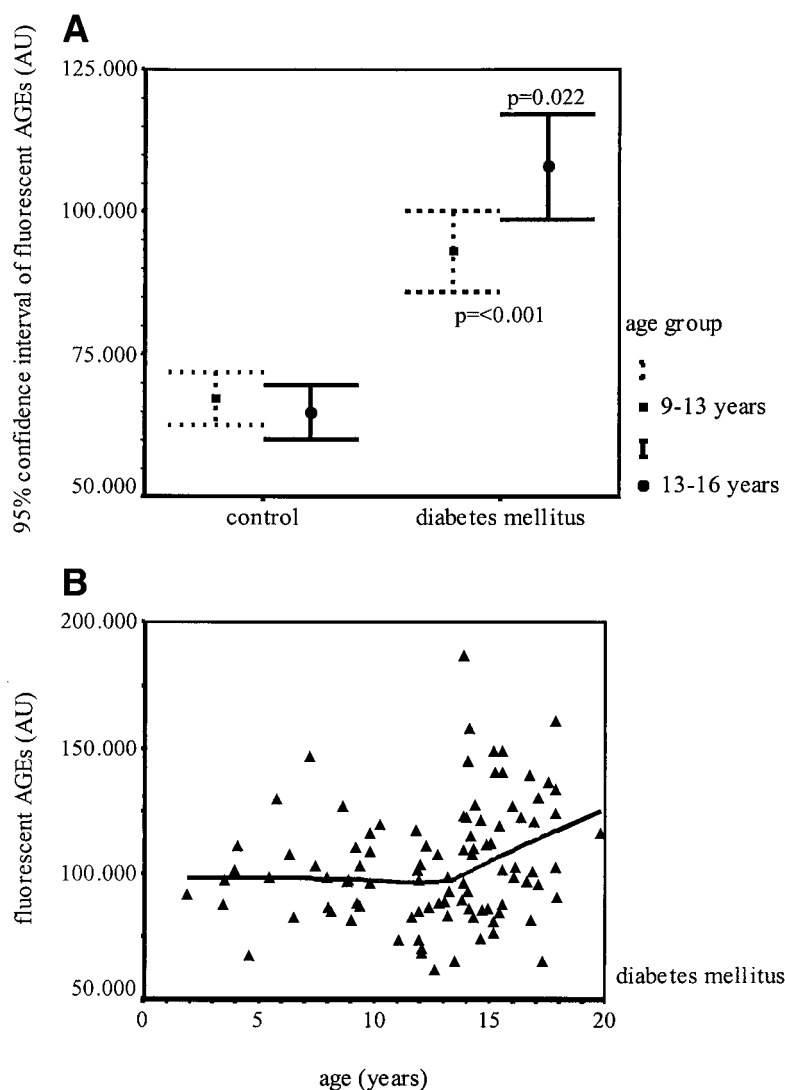 A
95% confidence interval of fluorescent AGEs (AU)
125.000
100.000
75.000
50.000
p=0.022
p=<0.001
control
diabetes mellitus
age group
9-13 years
13-16 years
B
fluorescent AGEs (AU)
200.000
150.000
100.000
50.000
0
5
10
15
20
diabetes mellitus
age (years)